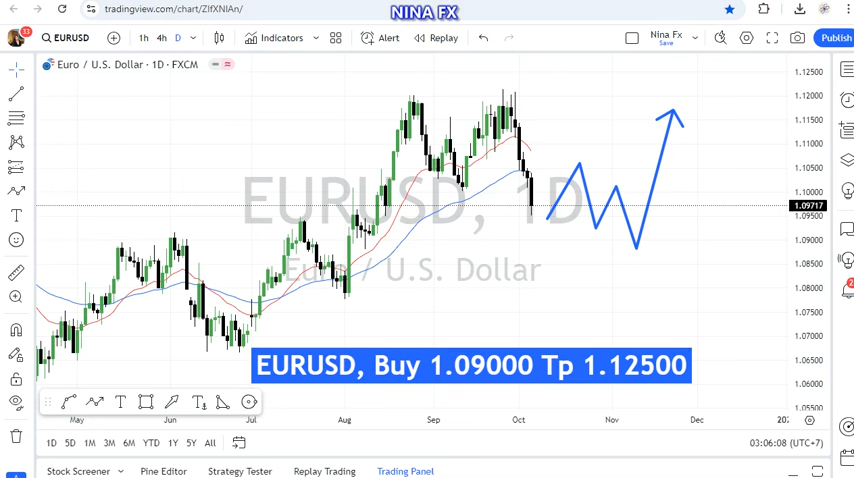 NINA FX
tradingview.com/chart/ZIfXNIAn/
33 EURUSD 1h 4h D Indicators Alert Replay Nina Fx Save Publish
Euro / U.S. Dollar · 1D · FXCM
EURUSD, 1D
Euro / U.S. Dollar
1.12500
1.12000
1.11500
1.11000
1.10500
1.10000
1.09717
1.09500
1.09000
1.08500
1.08000
1.07500
1.07000
1.06500
1.06000
1.05500
EURUSD, Buy 1.09000 Tp 1.12500
May Jun Jul Aug Sep Oct Nov Dec
1D 5D 1M 3M 6M YTD 1Y 5Y All 03:06:08 (UTC+7)
Stock Screener Pine Editor Strategy Tester Replay Trading Trading Panel